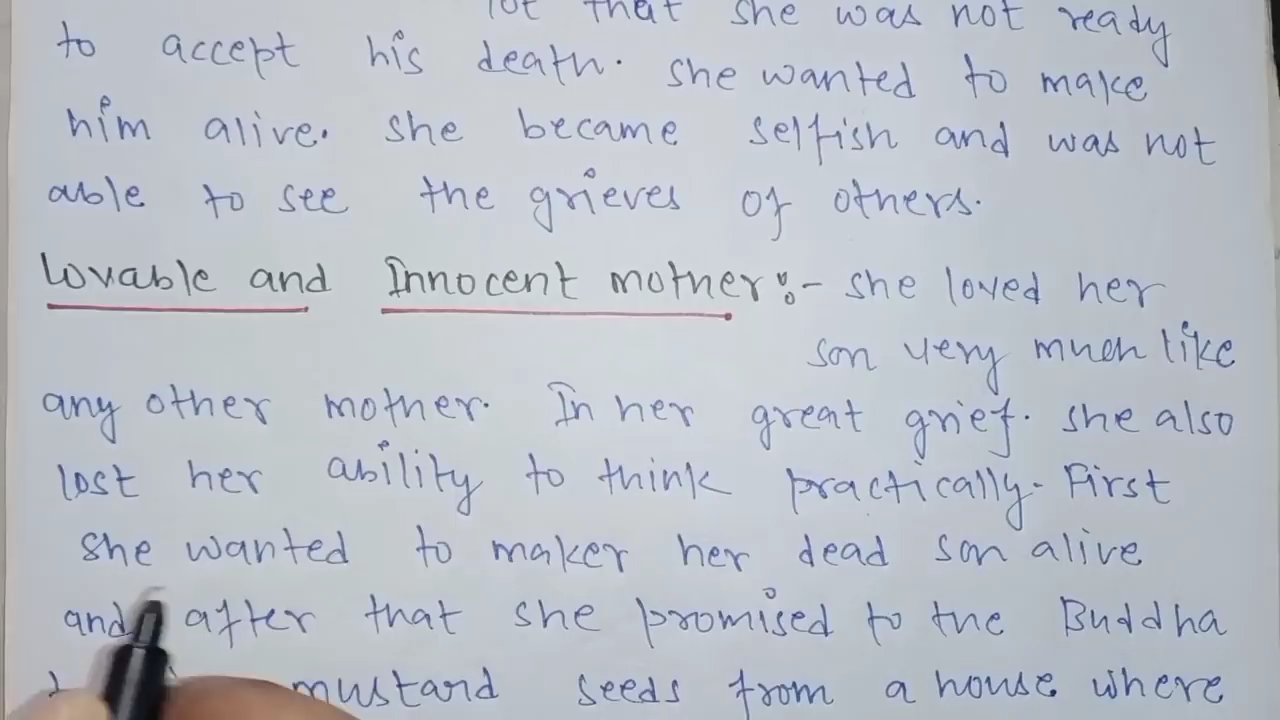 lot that she was not ready
to accept his death. she wanted to make
him alive. she became selfish and was not
able to see the grieves of others.
Lovable and Innocent mother:- she loved her
son very much like
any other mother. In her great grief. she also
lost her ability to think practically. First
she wanted to maker her dead son alive
and after that she promised to the Buddha
mustard seeds from a house where